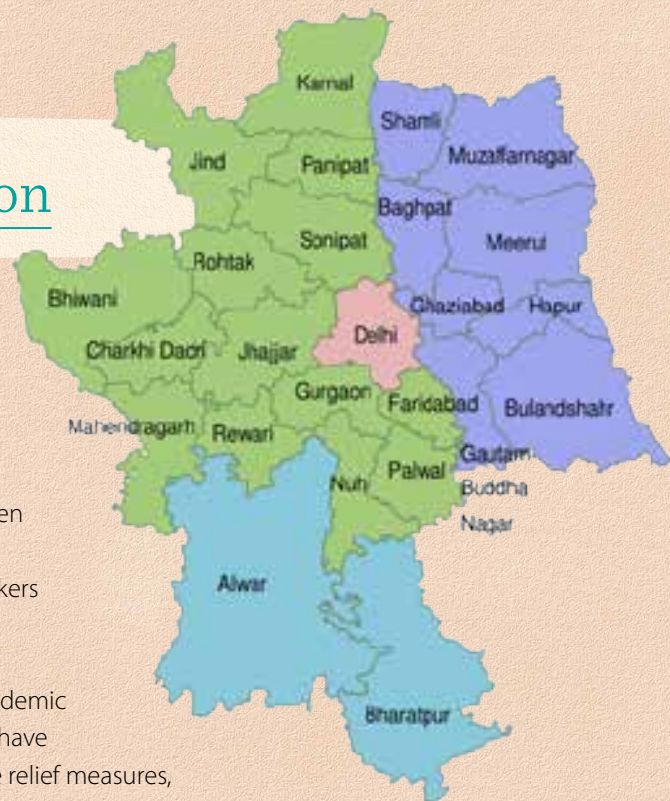 on
Karnal
Shamli
Muzaffarnagar
Jind
Panipat
Baghpat
Sonipat
Meerut
Rohtak
Bhiwani
Ghaziabad
Hapur
Delhi
Charkhi Dadri
Jhajjar
Gurgaon
Faridabad
Bulandshahr
Mahendragarh
Rewari
Gautam
Buddha
Nagar
Nuh
Palwal
en
Alwar
kers
demic
have
Bharatpur
e relief measures,